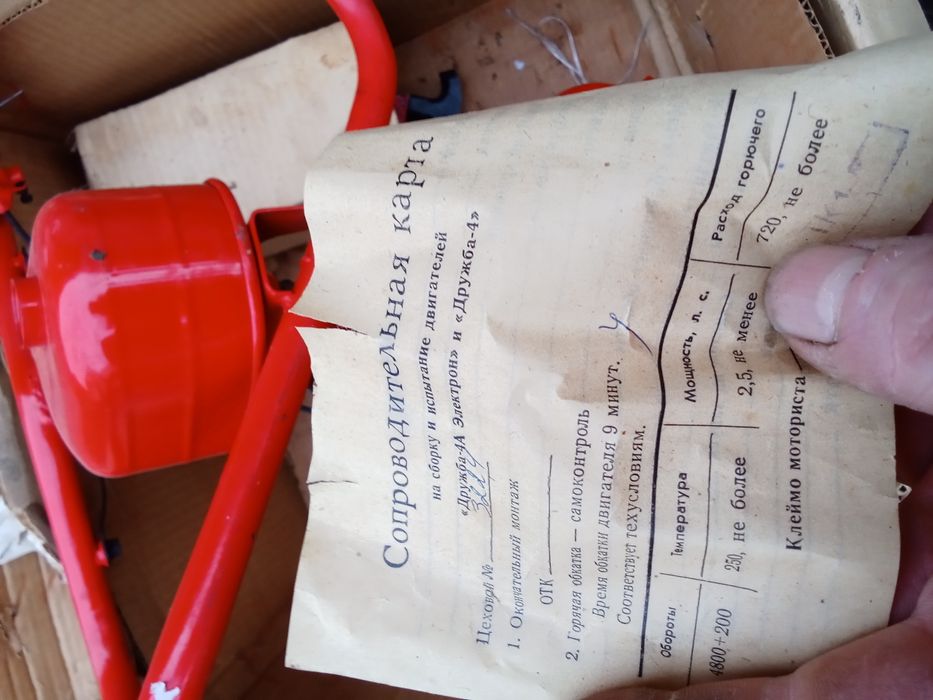 Сопроводительная карта
на сборку и испытание двигателей
«Дружба-4А Электрон» и «Дружба-4»
Цеховой №
1. Окончательный монтаж
ОТК
2. Горячая обкатка — самоконтроль
Время обкатки двигателя 9 минут.
Соответствует техусловиям.
Обороты Температура Мощность, л. с. Расход горючего
4800+200 250, не более 2,5, не менее 720, не более
Клеймо моториста